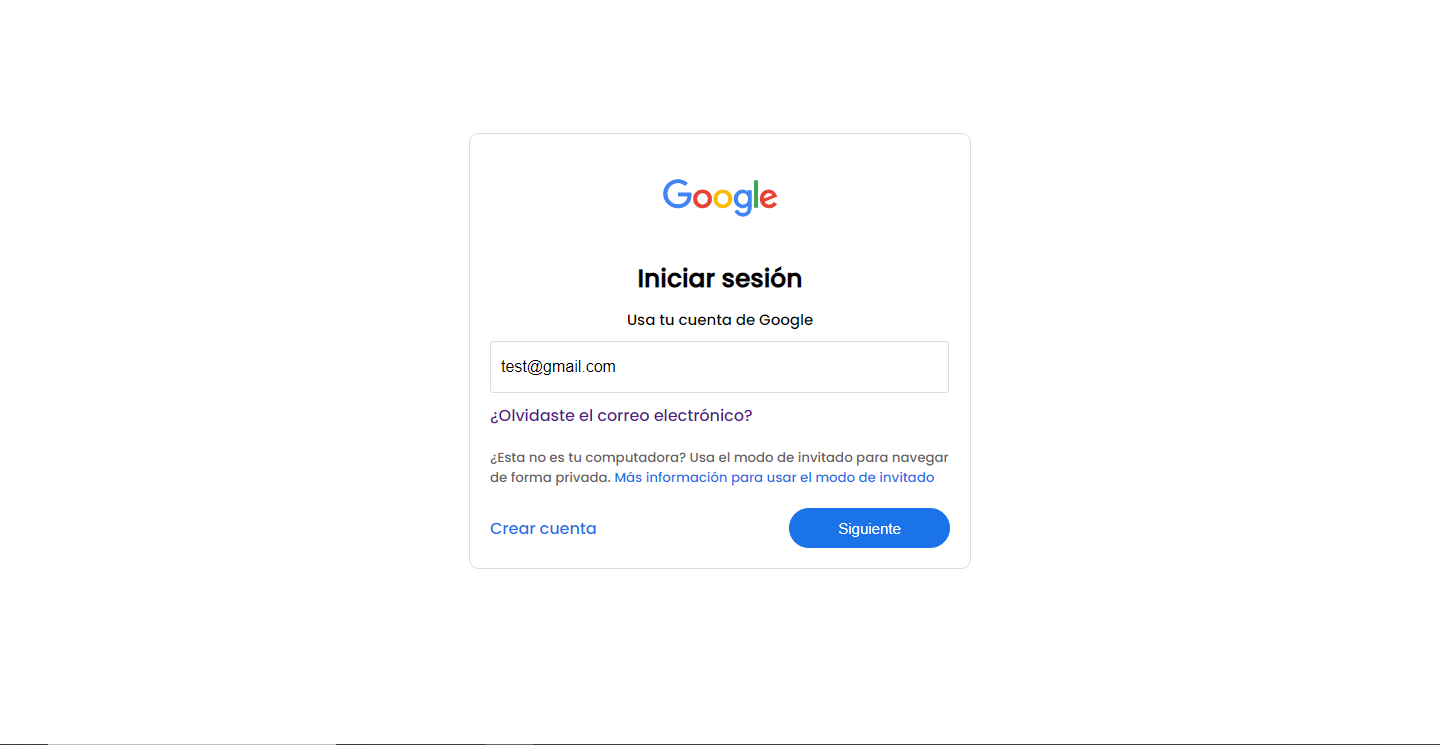 Google
Iniciar sesión
Usa tu cuenta de Google
test@gmail.com
¿Olvidaste el correo electrónico?
¿Esta no es tu computadora? Usa el modo de invitado para navegar
de forma privada. Más información para usar el modo de invitado
Crear cuenta
Siguiente